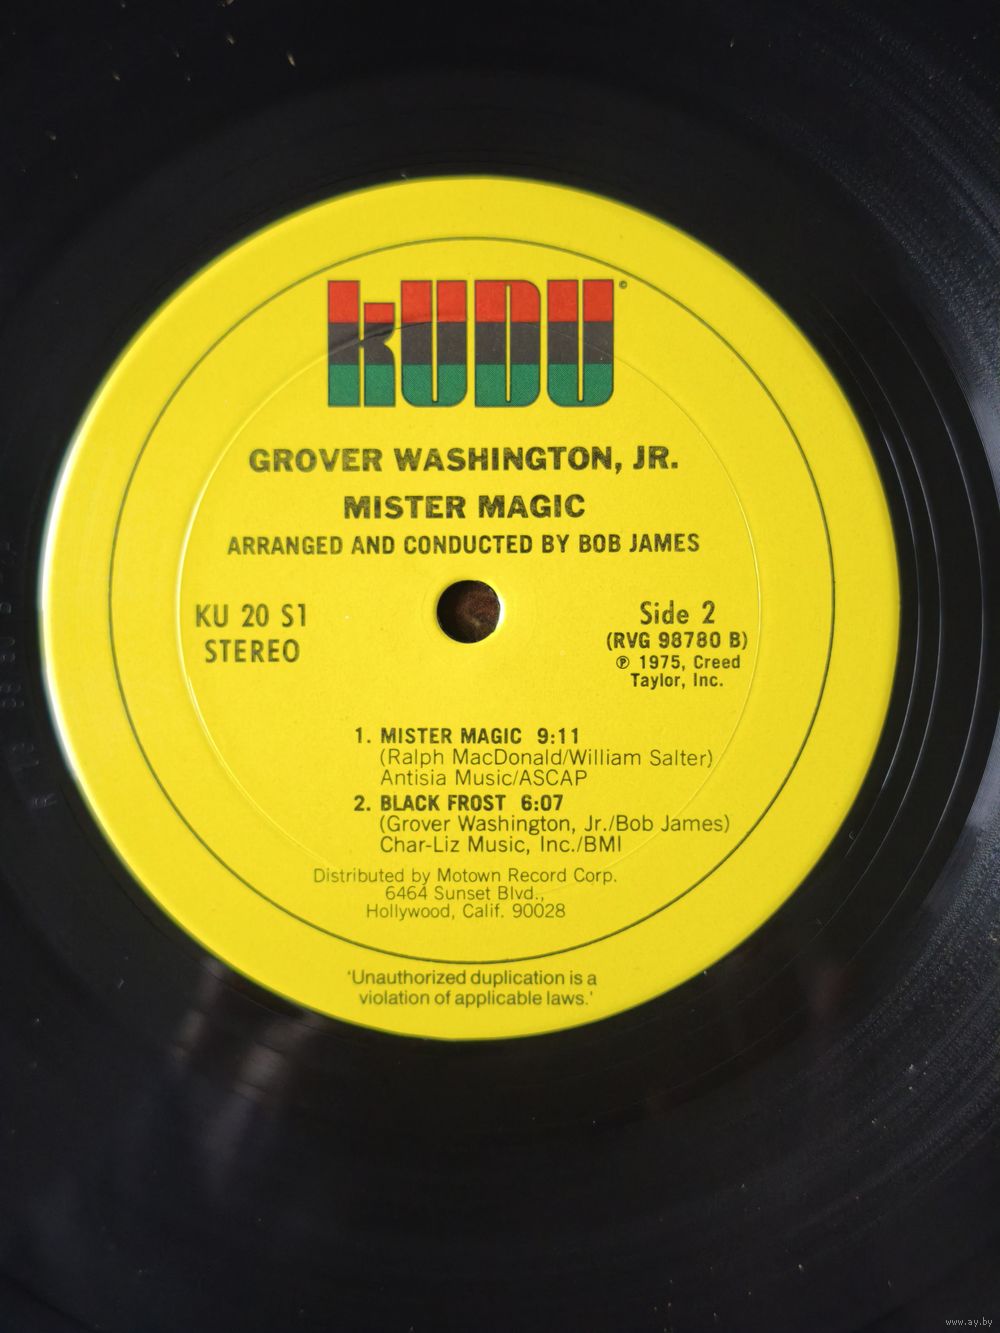 KUDU ©
GROVER WASHINGTON, JR.
MISTER MAGIC
ARRANGED AND CONDUCTED BY BOB JAMES
KU 20 S1
STEREO
Side 2
(RVG 98780 B)
℗ 1975, Creed
Taylor, Inc.
1. MISTER MAGIC 9:11
(Ralph MacDonald/William Salter)
Antisia Music/ASCAP
2. BLACK FROST 6:07
(Grover Washington, Jr./Bob James)
Char-Liz Music, Inc./BMI
Distributed by Motown Record Corp.
6464 Sunset Blvd.,
Hollywood, Calif. 90028
'Unauthorized duplication is a
violation of applicable laws.'
www.ay.by